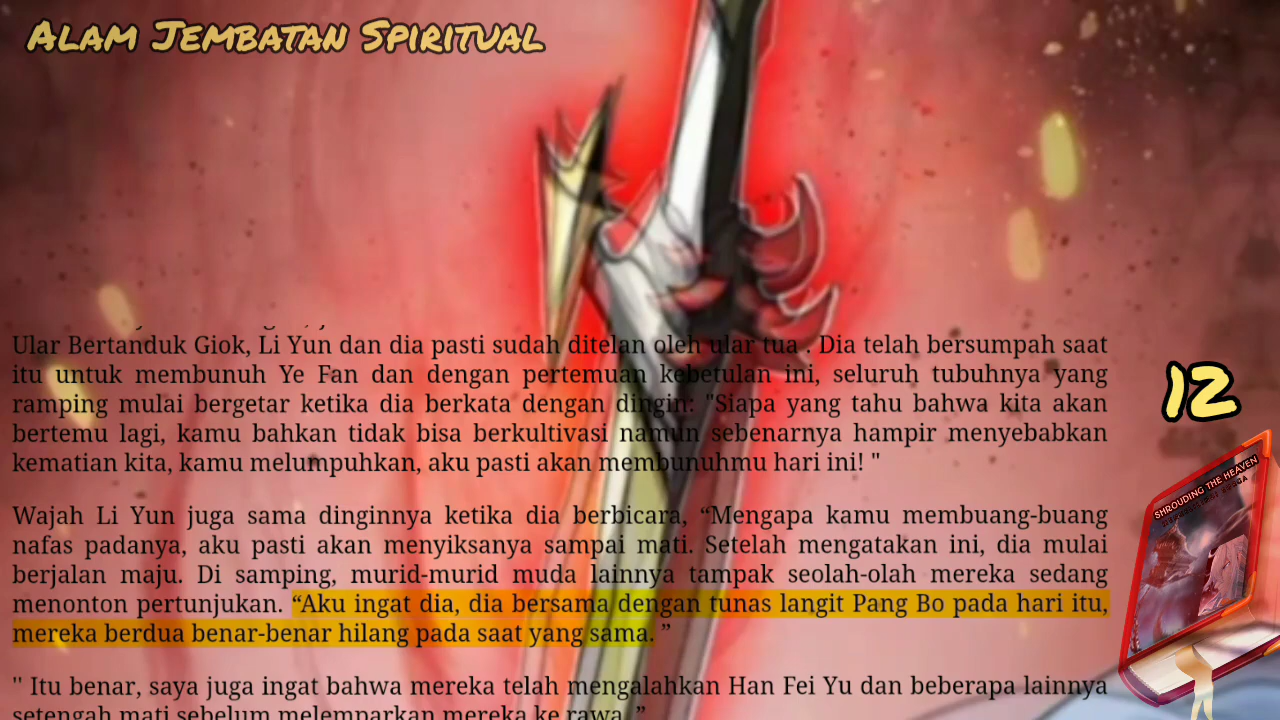 Alam Jembatan Spiritual
Ular Bertanduk Giok, Li Yun dan dia pasti sudah ditelan oleh ular tua . Dia telah bersumpah saat
itu untuk membunuh Ye Fan dan dengan pertemuan kebetulan ini, seluruh tubuhnya yang
ramping mulai bergetar ketika dia berkata dengan dingin: "Siapa yang tahu bahwa kita akan
bertemu lagi, kamu bahkan tidak bisa berkultivasi namun sebenarnya hampir menyebabkan
kematian kita, kamu melumpuhkan, aku pasti akan membunuhmu hari ini! "
Wajah Li Yun juga sama dinginnya ketika dia berbicara, “Mengapa kamu membuang-buang
nafas padanya, aku pasti akan menyiksanya sampai mati. Setelah mengatakan ini, dia mulai
berjalan maju. Di samping, murid-murid muda lainnya tampak seolah-olah mereka sedang
menonton pertunjukan. “Aku ingat dia, dia bersama dengan tunas langit Pang Bo pada hari itu,
mereka berdua benar-benar hilang pada saat yang sama. ”
'' Itu benar, saya juga ingat bahwa mereka telah mengalahkan Han Fei Yu dan beberapa lainnya
setengah mati sebelum melemparkan mereka ke rawa. ”
12
SHROUDING THE HEAVEN